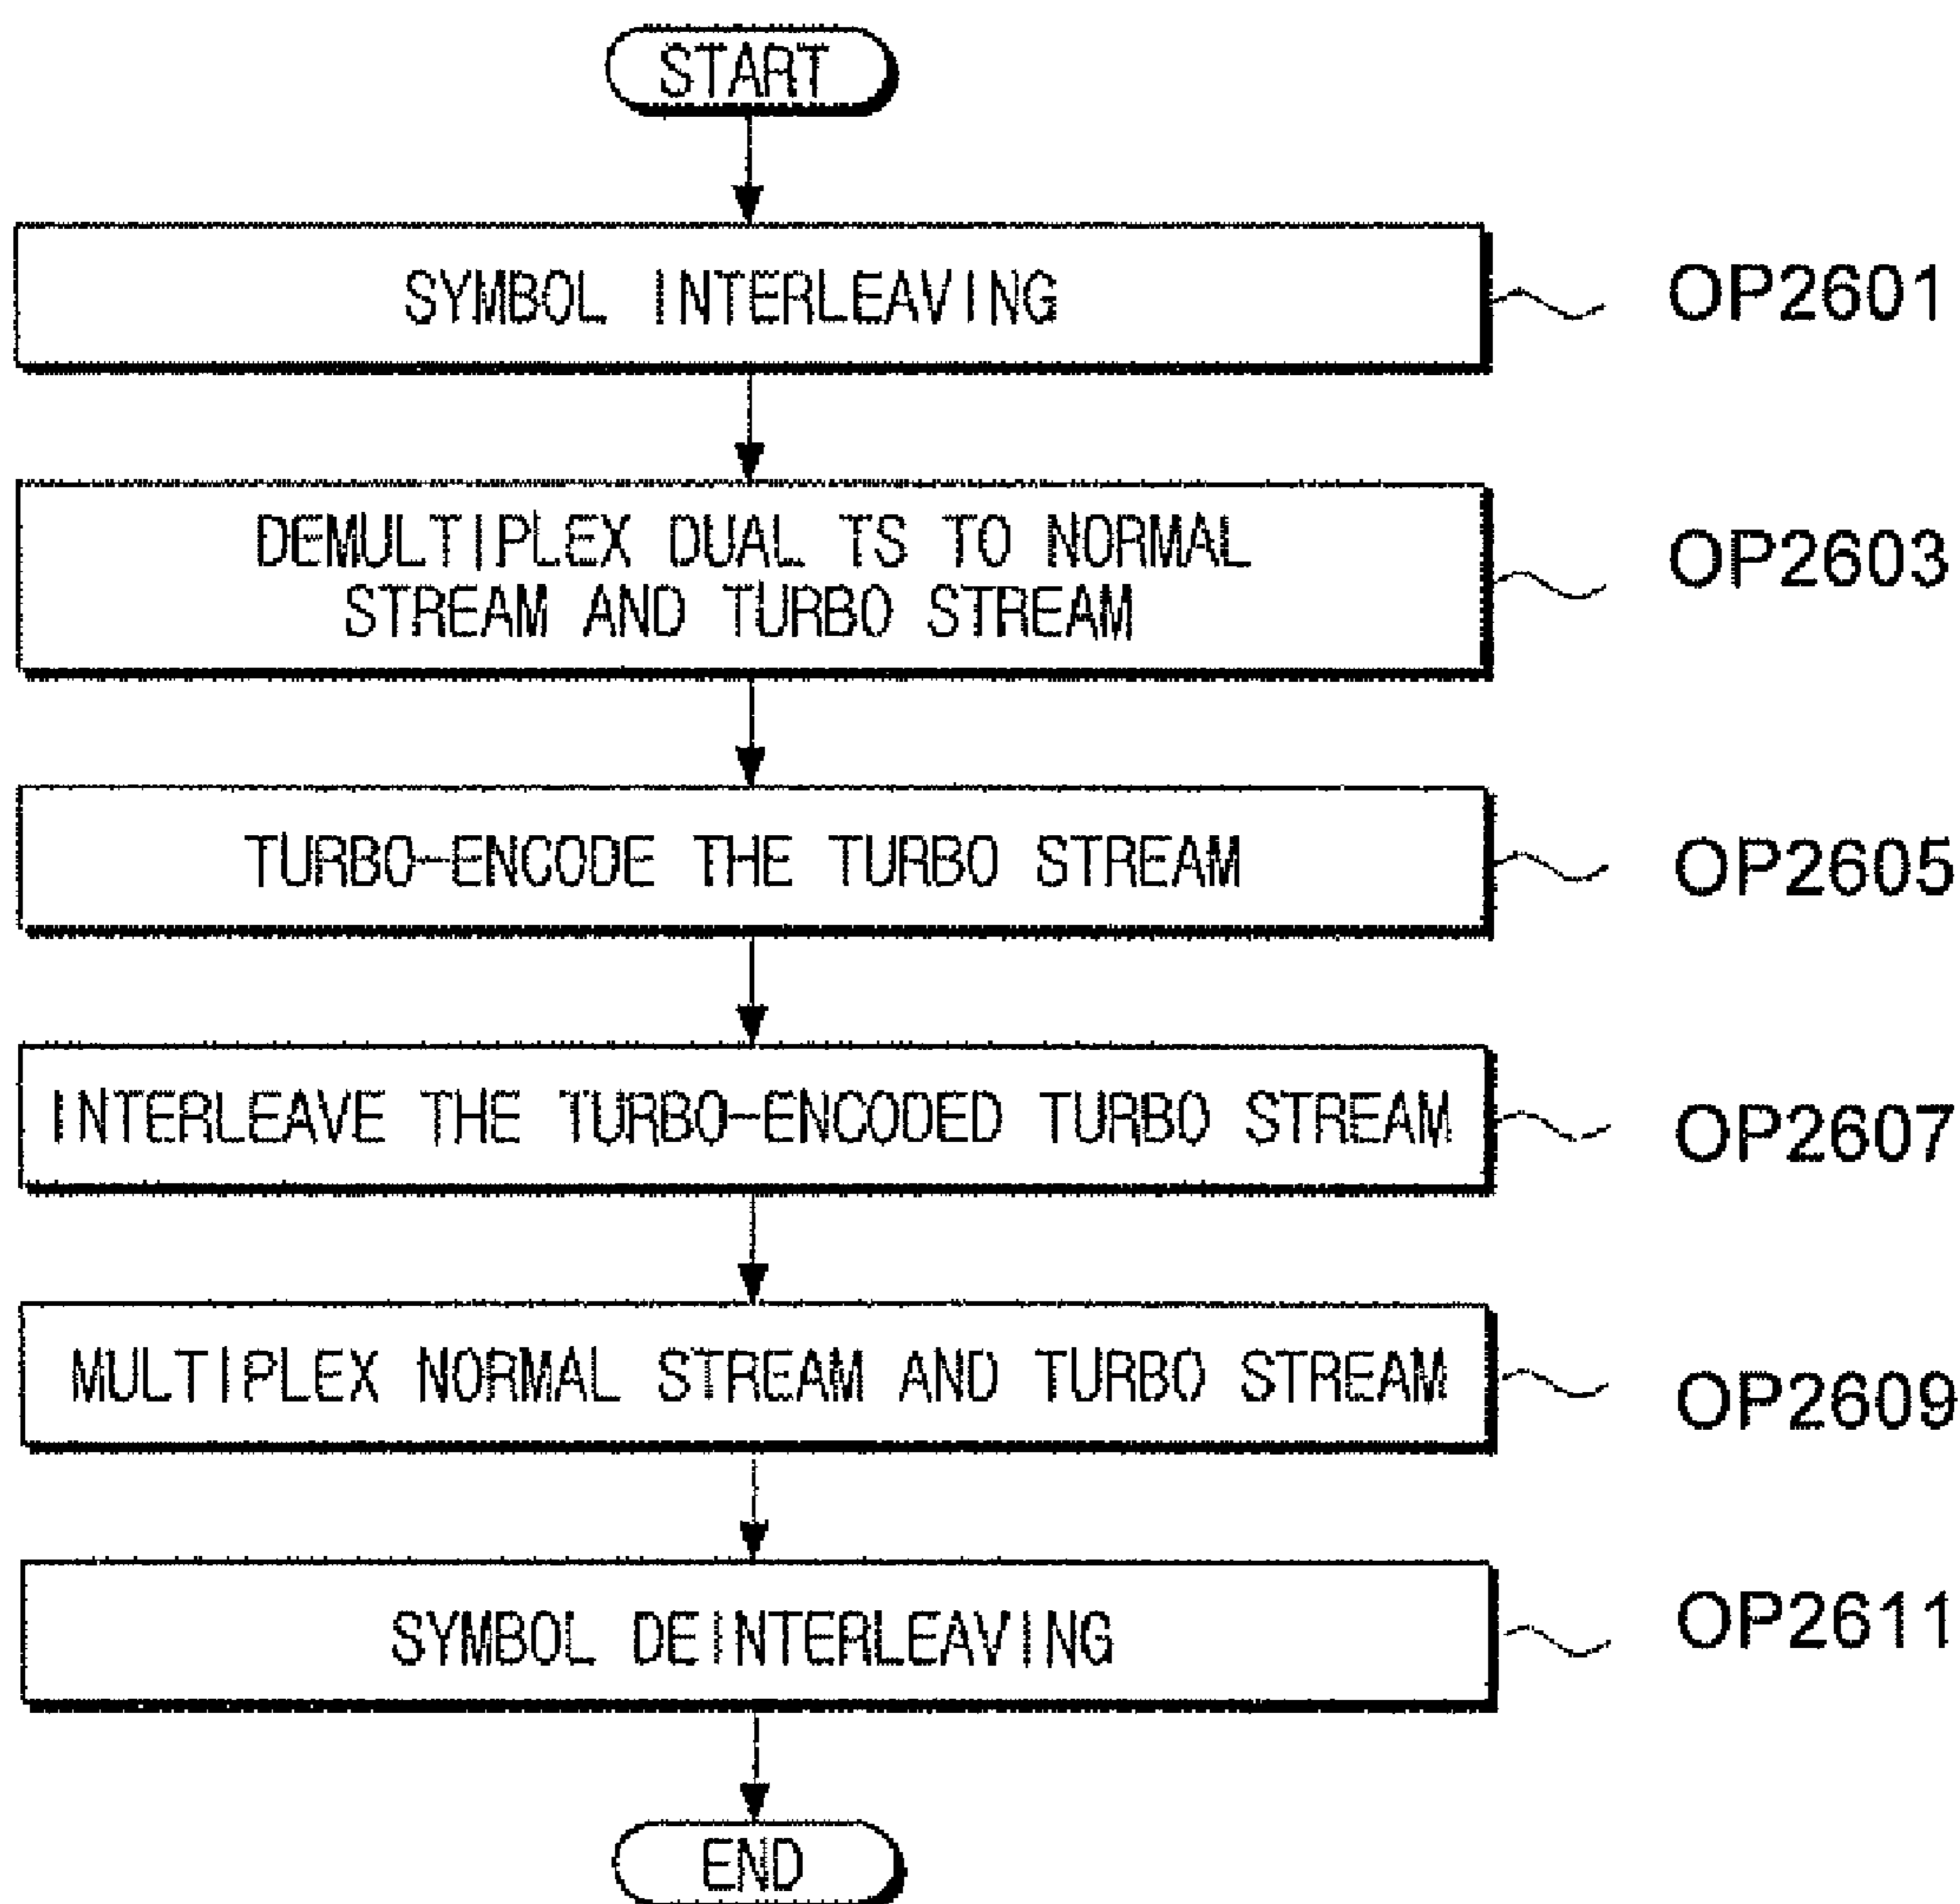 START
SYMBOL INTERLEAVING
OP2601
DEMULTIPLEX DUAL TS TO NORMAL
STREAM AND TURBO STREAM
OP2603
TURBO-ENCODE THE TURBO STREAM
OP2605
INTERLEAVE THE TURBO-ENCODED TURBO STREAM
OP2607
MULTIPLEX NORMAL STREAM AND TURBO STREAM
OP2609
SYMBOL DEINTERLEAVING
OP2611
END